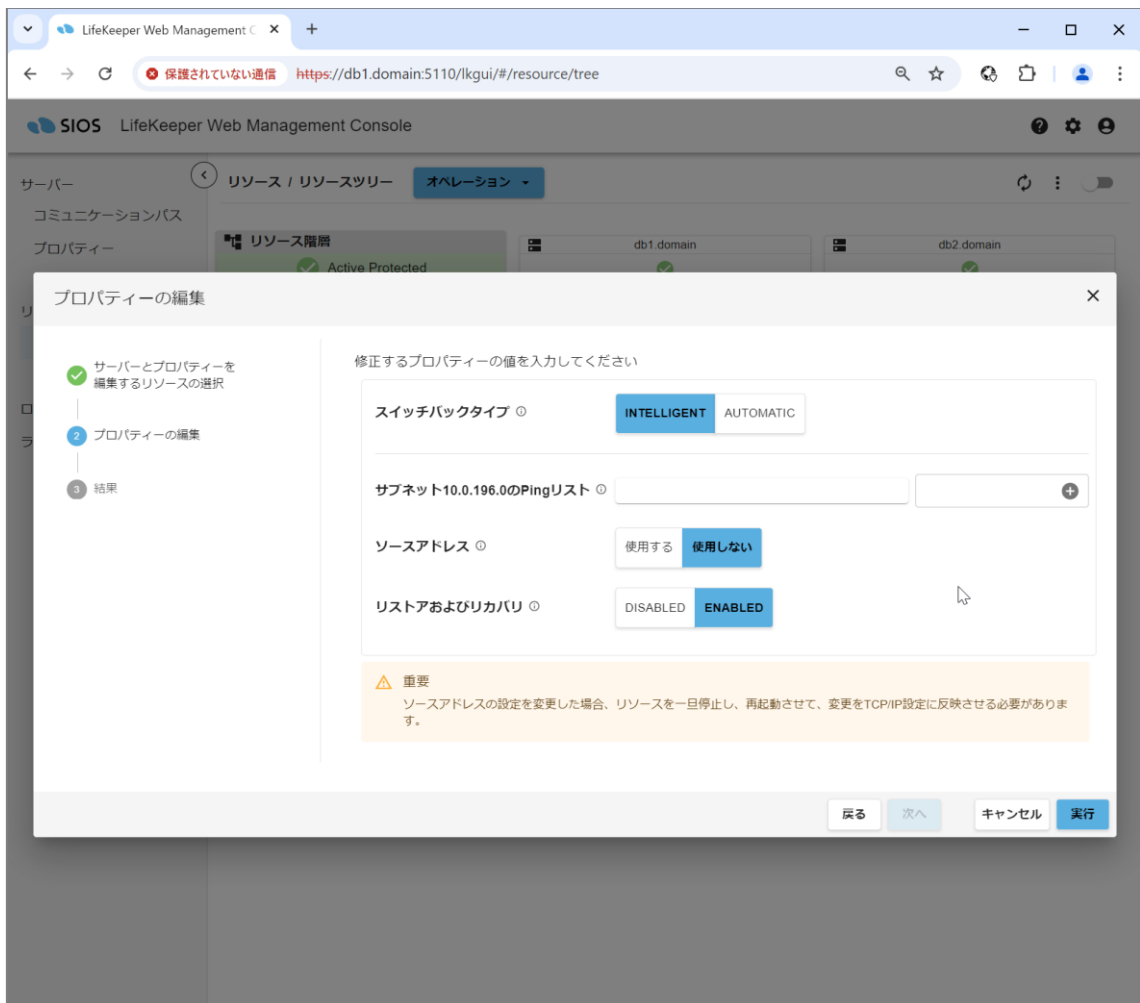 LifeKeeper Web Management C
保護されていない通信 https://db1.domain:5110/lkgui/#/resource/tree
SIOS LifeKeeper Web Management Console
サーバー
コミュニケーションパス
プロパティー
リソース / リソースツリー
オペレーション
リソース階層
Active Protected
db1.domain
db2.domain
リ
ロ
ラ
プロパティーの編集
サーバーとプロパティーを
編集するリソースの選択
2 プロパティーの編集
3 結果
修正するプロパティーの値を入力してください
スイッチバックタイプ INTELLIGENT AUTOMATIC
サブネット10.0.196.0のPingリスト
ソースアドレス 使用する 使用しない
リストアおよびリカバリ DISABLED ENABLED
重要
ソースアドレスの設定を変更した場合、リソースを一旦停止し、再起動させて、変更をTCP/IP設定に反映させる必要がありま
す。
戻る 次へ キャンセル 実行